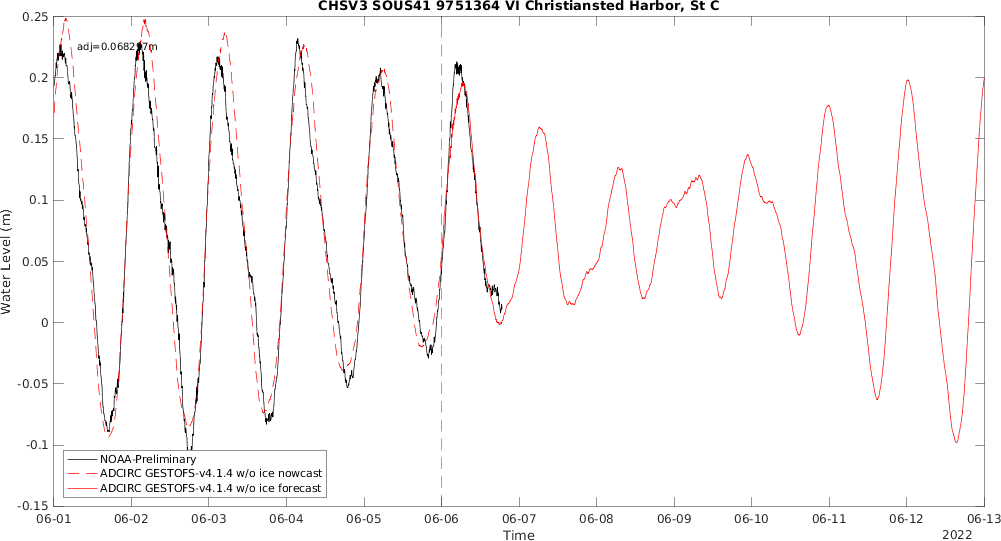 CHSV3 SOUS41 9751364 VI Christiansted Harbor, St C
0.25
0.2
0.15
0.1
0.05
0
-0.05
-0.1
-0.15
Water Level (m)
NOAA-Preliminary
ADCIRC GESTOFS-v4.1.4 w/o ice nowcast
ADCIRC GESTOFS-v4.1.4 w/o ice forecast
06-01 06-02 06-03 06-04 06-05 06-06 06-07 06-08 06-09 06-10 06-11 06-12 06-13
Time
2022